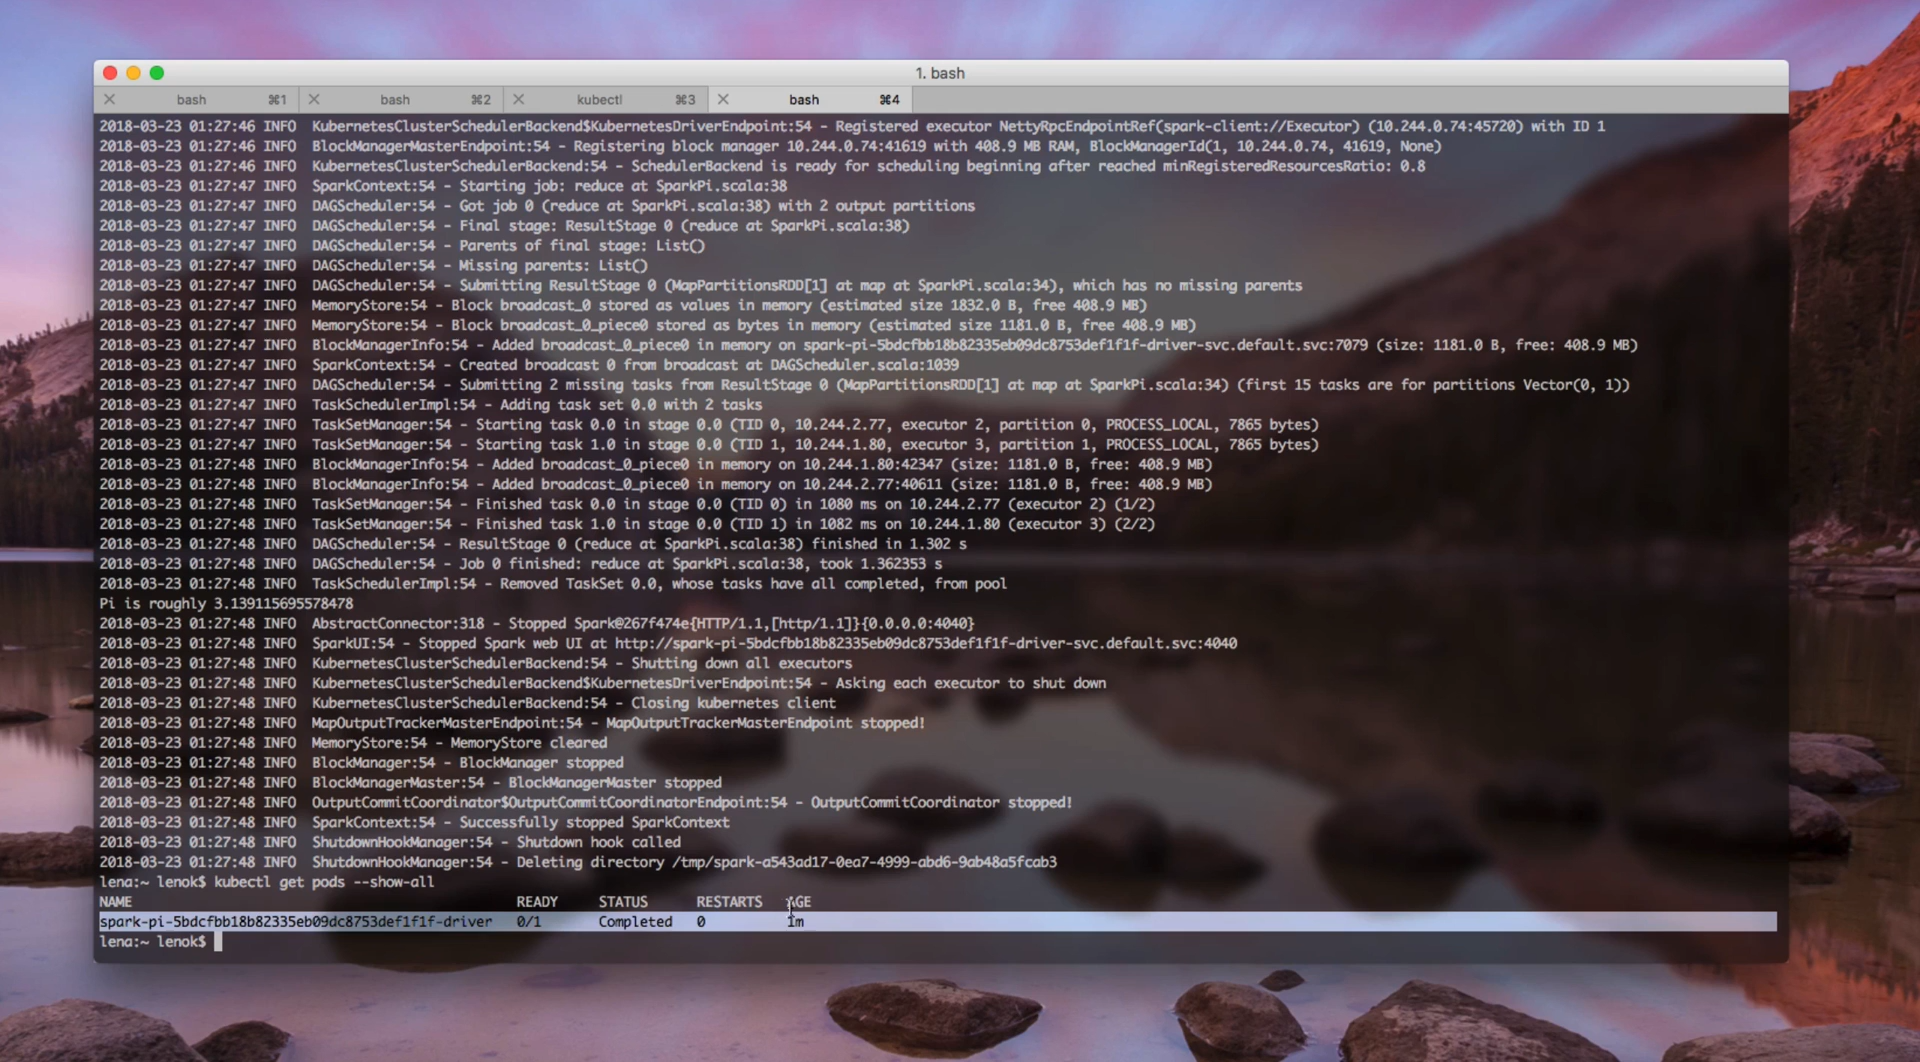 1. bash
bash ⌘1 bash ⌘2 kubectl ⌘3 bash ⌘4
2018-03-23 01:27:46 INFO  KubernetesClusterSchedulerBackend$KubernetesDriverEndpoint:54 - Registered executor NettyRpcEndpointRef(spark-client://Executor) (10.244.0.74:45720) with ID 1
2018-03-23 01:27:46 INFO  BlockManagerMasterEndpoint:54 - Registering block manager 10.244.0.74:41619 with 408.9 MB RAM, BlockManagerId(1, 10.244.0.74, 41619, None)
2018-03-23 01:27:46 INFO  KubernetesClusterSchedulerBackend:54 - SchedulerBackend is ready for scheduling beginning after reached minRegisteredResourcesRatio: 0.8
2018-03-23 01:27:47 INFO  SparkContext:54 - Starting job: reduce at SparkPi.scala:38
2018-03-23 01:27:47 INFO  DAGScheduler:54 - Got job 0 (reduce at SparkPi.scala:38) with 2 output partitions
2018-03-23 01:27:47 INFO  DAGScheduler:54 - Final stage: ResultStage 0 (reduce at SparkPi.scala:38)
2018-03-23 01:27:47 INFO  DAGScheduler:54 - Parents of final stage: List()
2018-03-23 01:27:47 INFO  DAGScheduler:54 - Missing parents: List()
2018-03-23 01:27:47 INFO  DAGScheduler:54 - Submitting ResultStage 0 (MapPartitionsRDD[1] at map at SparkPi.scala:34), which has no missing parents
2018-03-23 01:27:47 INFO  MemoryStore:54 - Block broadcast_0 stored as values in memory (estimated size 1832.0 B, free 408.9 MB)
2018-03-23 01:27:47 INFO  MemoryStore:54 - Block broadcast_0_piece0 stored as bytes in memory (estimated size 1181.0 B, free 408.9 MB)
2018-03-23 01:27:47 INFO  BlockManagerInfo:54 - Added broadcast_0_piece0 in memory on spark-pi-5bdcfbb18b82335eb09dc8753def1f1f-driver-svc.default.svc:7079 (size: 1181.0 B, free: 408.9 MB)
2018-03-23 01:27:47 INFO  SparkContext:54 - Created broadcast 0 from broadcast at DAGScheduler.scala:1039
2018-03-23 01:27:47 INFO  DAGScheduler:54 - Submitting 2 missing tasks from ResultStage 0 (MapPartitionsRDD[1] at map at SparkPi.scala:34) (first 15 tasks are for partitions Vector(0, 1))
2018-03-23 01:27:47 INFO  TaskSchedulerImpl:54 - Adding task set 0.0 with 2 tasks
2018-03-23 01:27:47 INFO  TaskSetManager:54 - Starting task 0.0 in stage 0.0 (TID 0, 10.244.2.77, executor 2, partition 0, PROCESS_LOCAL, 7865 bytes)
2018-03-23 01:27:47 INFO  TaskSetManager:54 - Starting task 1.0 in stage 0.0 (TID 1, 10.244.1.80, executor 3, partition 1, PROCESS_LOCAL, 7865 bytes)
2018-03-23 01:27:48 INFO  BlockManagerInfo:54 - Added broadcast_0_piece0 in memory on 10.244.1.80:42347 (size: 1181.0 B, free: 408.9 MB)
2018-03-23 01:27:48 INFO  BlockManagerInfo:54 - Added broadcast_0_piece0 in memory on 10.244.2.77:40611 (size: 1181.0 B, free: 408.9 MB)
2018-03-23 01:27:48 INFO  TaskSetManager:54 - Finished task 0.0 in stage 0.0 (TID 0) in 1080 ms on 10.244.2.77 (executor 2) (1/2)
2018-03-23 01:27:48 INFO  TaskSetManager:54 - Finished task 1.0 in stage 0.0 (TID 1) in 1082 ms on 10.244.1.80 (executor 3) (2/2)
2018-03-23 01:27:48 INFO  DAGScheduler:54 - ResultStage 0 (reduce at SparkPi.scala:38) finished in 1.302 s
2018-03-23 01:27:48 INFO  DAGScheduler:54 - Job 0 finished: reduce at SparkPi.scala:38, took 1.362353 s
2018-03-23 01:27:48 INFO  TaskSchedulerImpl:54 - Removed TaskSet 0.0, whose tasks have all completed, from pool
Pi is roughly 3.139115695578478
2018-03-23 01:27:48 INFO  AbstractConnector:318 - Stopped Spark@267f474e{HTTP/1.1,[http/1.1]}{0.0.0.0:4040}
2018-03-23 01:27:48 INFO  SparkUI:54 - Stopped Spark web UI at http://spark-pi-5bdcfbb18b82335eb09dc8753def1f1f-driver-svc.default.svc:4040
2018-03-23 01:27:48 INFO  KubernetesClusterSchedulerBackend:54 - Shutting down all executors
2018-03-23 01:27:48 INFO  KubernetesClusterSchedulerBackend$KubernetesDriverEndpoint:54 - Asking each executor to shut down
2018-03-23 01:27:48 INFO  KubernetesClusterSchedulerBackend:54 - Closing kubernetes client
2018-03-23 01:27:48 INFO  MapOutputTrackerMasterEndpoint:54 - MapOutputTrackerMasterEndpoint stopped!
2018-03-23 01:27:48 INFO  MemoryStore:54 - MemoryStore cleared
2018-03-23 01:27:48 INFO  BlockManager:54 - BlockManager stopped
2018-03-23 01:27:48 INFO  BlockManagerMaster:54 - BlockManagerMaster stopped
2018-03-23 01:27:48 INFO  OutputCommitCoordinator$OutputCommitCoordinatorEndpoint:54 - OutputCommitCoordinator stopped!
2018-03-23 01:27:48 INFO  SparkContext:54 - Successfully stopped SparkContext
2018-03-23 01:27:48 INFO  ShutdownHookManager:54 - Shutdown hook called
2018-03-23 01:27:48 INFO  ShutdownHookManager:54 - Deleting directory /tmp/spark-a543ad17-0ea7-4999-abd6-9ab48a5fcab3
lena:~ lenok$ kubectl get pods --show-all
NAME READY STATUS RESTARTS AGE
spark-pi-5bdcfbb18b82335eb09dc8753def1f1f-driver 0/1 Completed 0 1m
lena:~ lenok$